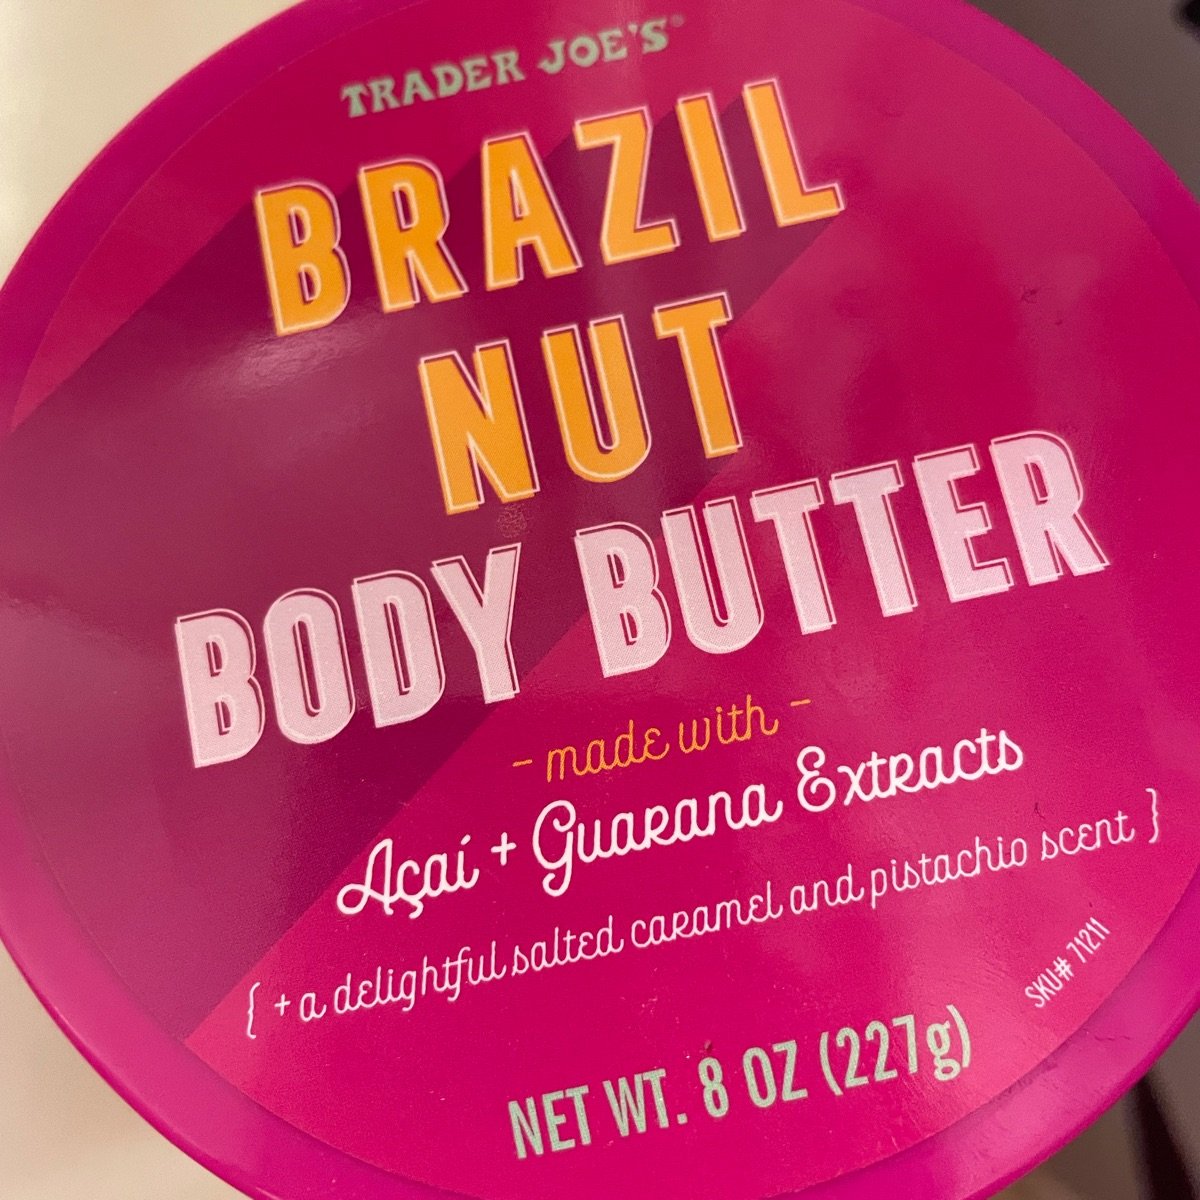 TRADER JOE'S®
BRAZIL
NUT
BODY BUTTER
- made with -
Açaí + Guarana Extracts
{ + a delightful salted caramel and pistachio scent }
SKU# 71211
NET WT. 8 OZ (227g)